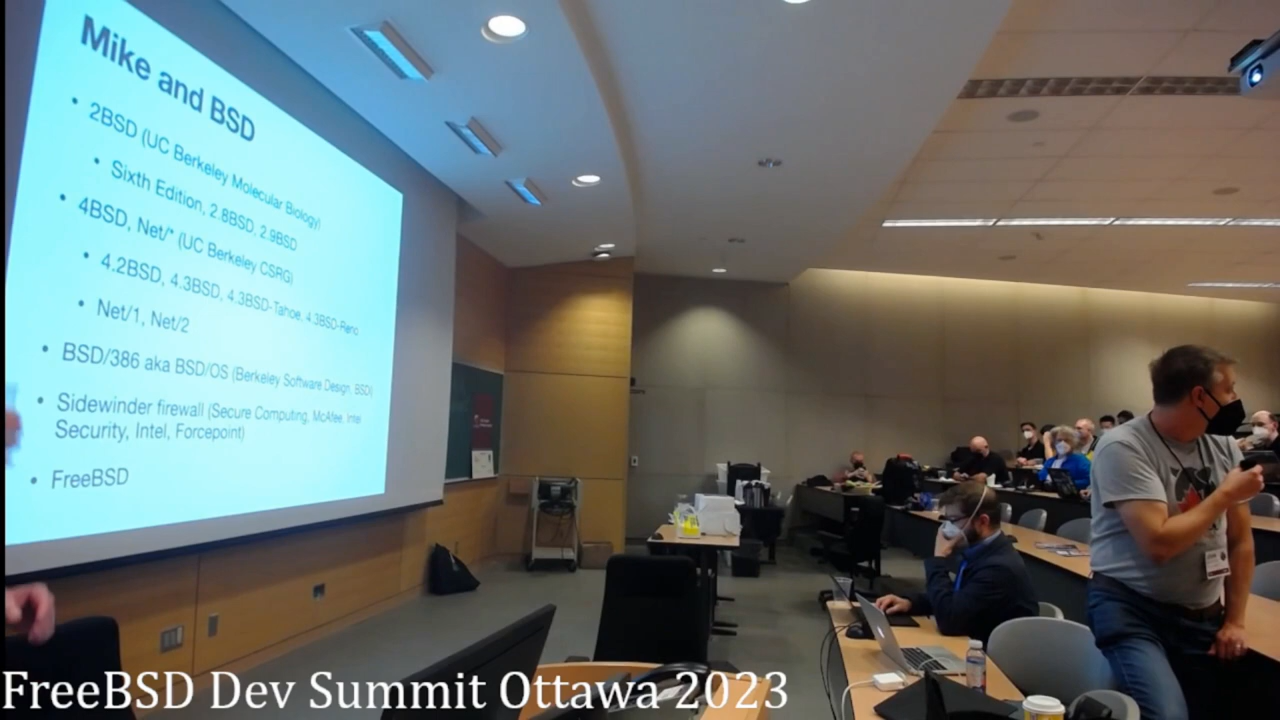 Mike and BSD
• 2BSD (UC Berkeley Molecular Biology)
• Sixth Edition, 2.8BSD, 2.9BSD
• 4BSD, Net/* (UC Berkeley CSRG)
• 4.2BSD, 4.3BSD, 4.3BSD-Tahoe, 4.3BSD-Reno
• Net/1, Net/2
• BSD/386 aka BSD/OS (Berkeley Software Design, BSDI)
• Sidewinder firewall (Secure Computing, McAfee, Intel
Security, Intel, Forcepoint)
• FreeBSD
FreeBSD Dev Summit Ottawa 2023